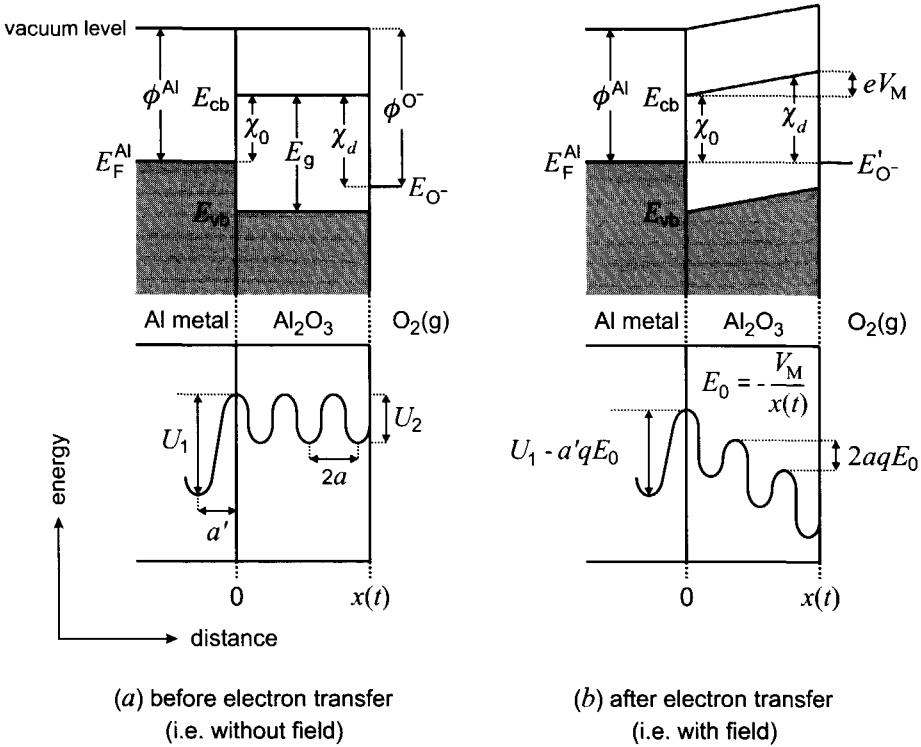 vacuum level
ϕ^Al
E_cb
χ_0
E_g
χ_d
ϕ^O⁻
E_F^Al
E_O⁻
E_vb
Al metal
Al₂O₃
O₂(g)
U_1
U_2
2a
a'
0
x(t)
energy
distance
(a) before electron transfer
(i.e. without field)
ϕ^Al
E_cb
χ_0
χ_d
eV_M
E_F^Al
E'_O⁻
E_vb
Al metal
Al₂O₃
O₂(g)
E_0 = -V_M/x(t)
U_1 - a'qE_0
2aqE_0
0
x(t)
(b) after electron transfer
(i.e. with field)